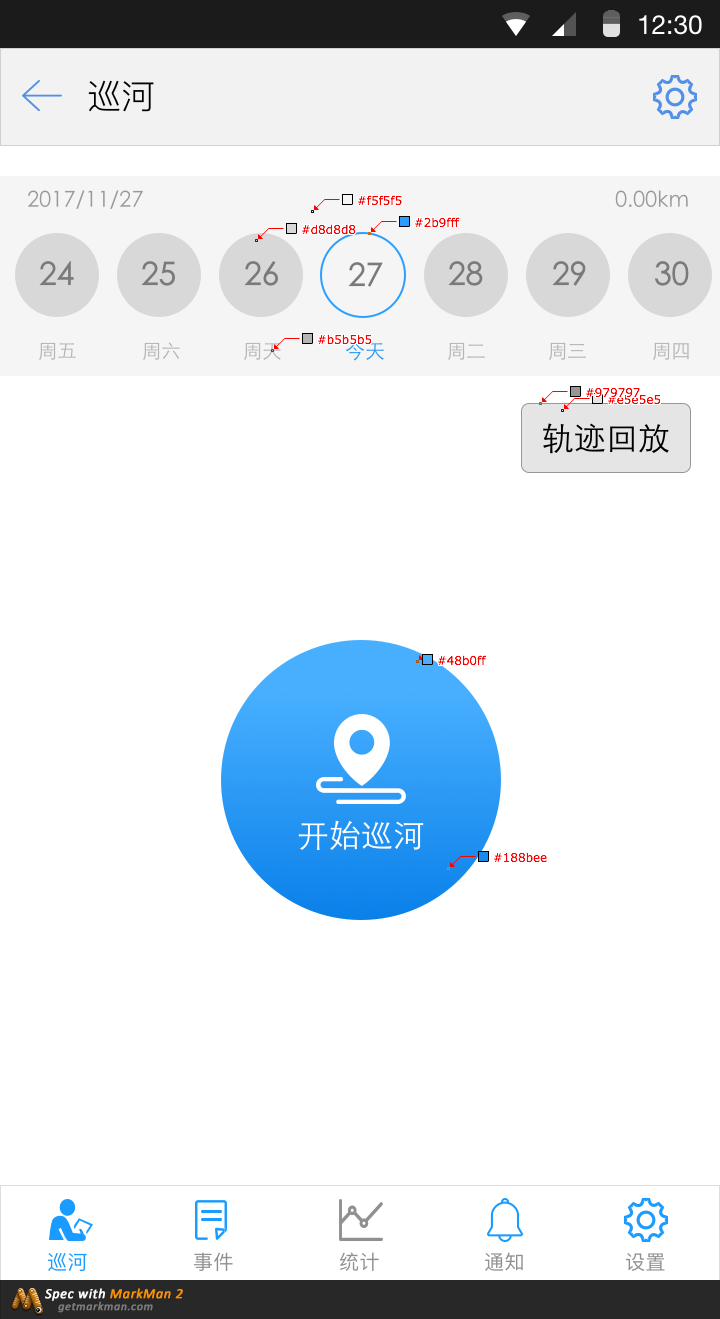 12:30
巡河
2017/11/27
0.00km
#f5f5f5
#2b9fff
#d8d8d8
24 25 26 27 28 29 30
#b5b5b5
周五 周六 周天 今天 周二 周三 周四
#979797
#e5e5e5
轨迹回放
#48b0ff
开始巡河
#188bee
巡河 事件 统计 通知 设置
Spec with MarkMan 2
getmarkman.com